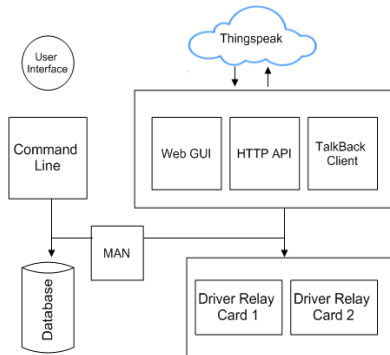 Thingspeak
User
Interface
Command
Line
Web GUI
HTTP API
TalkBack
Client
MAN
Database
Driver Relay
Card 1
Driver Relay
Card 2